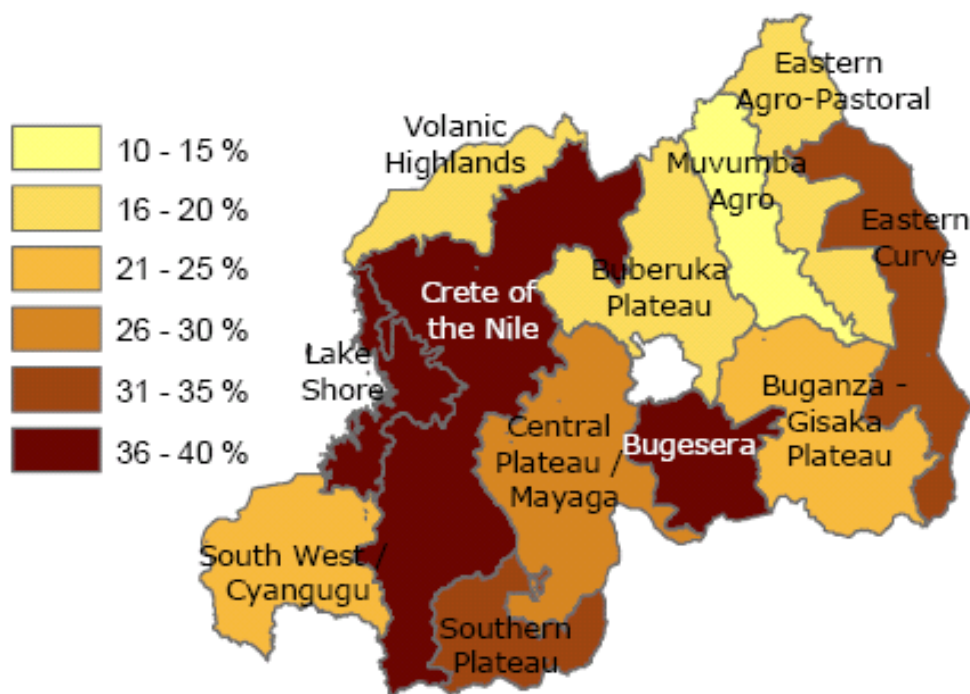 10 - 15 %
16 - 20 %
21 - 25 %
26 - 30 %
31 - 35 %
36 - 40 %
Eastern
Agro-Pastoral
Volanic
Highlands
Muvumba
Agro
Eastern
Curve
Buberuka
Plateau
Crete of
the Nile
Lake
Shore
Buganza -
Gisaka
Plateau
Central
Plateau /
Mayaga
Bugesera
South West /
Cyangugu
Southern
Plateau